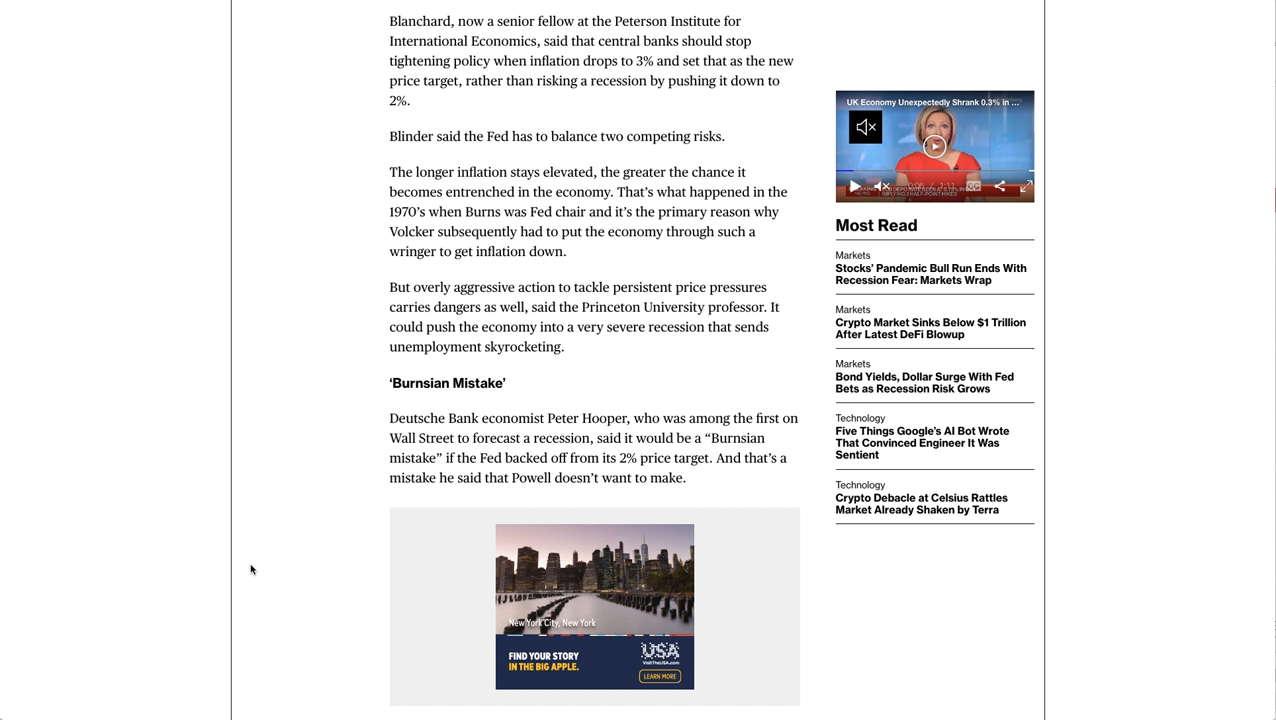 Blanchard, now a senior fellow at the Peterson Institute for
International Economics, said that central banks should stop
tightening policy when inflation drops to 3% and set that as the new
price target, rather than risking a recession by pushing it down to
2%.
Blinder said the Fed has to balance two competing risks.
The longer inflation stays elevated, the greater the chance it
becomes entrenched in the economy. That’s what happened in the
1970’s when Burns was Fed chair and it’s the primary reason why
Volcker subsequently had to put the economy through such a
wringer to get inflation down.
But overly aggressive action to tackle persistent price pressures
carries dangers as well, said the Princeton University professor. It
could push the economy into a very severe recession that sends
unemployment skyrocketing.
‘Burnsian Mistake’
Deutsche Bank economist Peter Hooper, who was among the first on
Wall Street to forecast a recession, said it would be a “Burnsian
mistake” if the Fed backed off from its 2% price target. And that’s a
mistake he said that Powell doesn’t want to make.
New York City, New York
FIND YOUR STORY
IN THE BIG APPLE.
USA
VisitTheUSA.com
LEARN MORE
UK Economy Unexpectedly Shrank 0.3% in ...
Most Read
Markets
Stocks’ Pandemic Bull Run Ends With
Recession Fear: Markets Wrap
Markets
Crypto Market Sinks Below $1 Trillion
After Latest DeFi Blowup
Markets
Bond Yields, Dollar Surge With Fed
Bets as Recession Risk Grows
Technology
Five Things Google’s AI Bot Wrote
That Convinced Engineer It Was
Sentient
Technology
Crypto Debacle at Celsius Rattles
Market Already Shaken by Terra